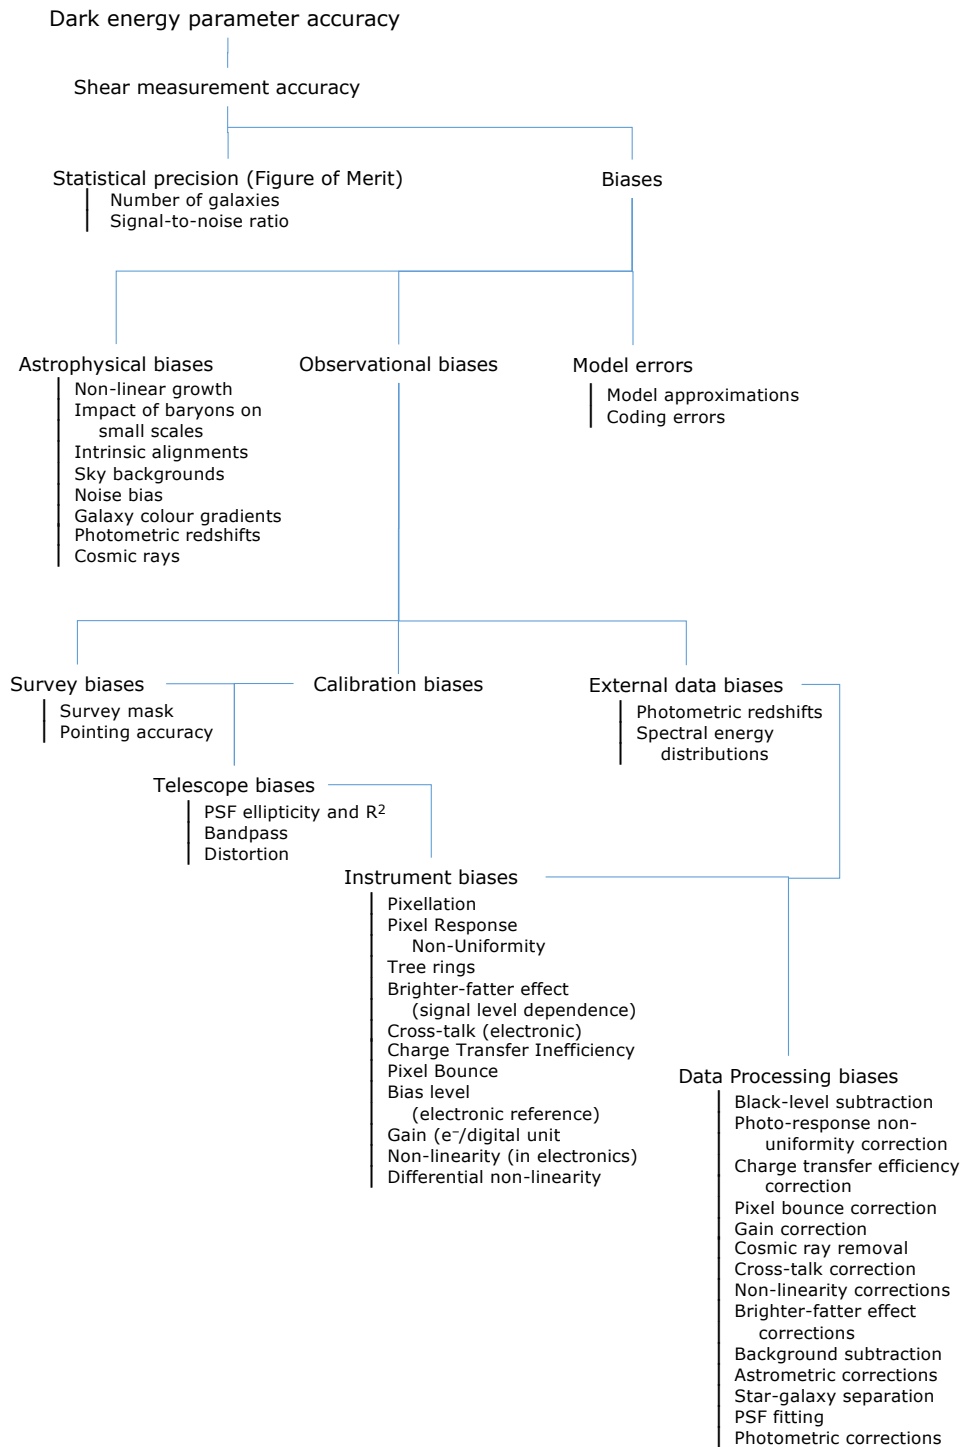 Dark energy parameter accuracy
Shear measurement accuracy
Statistical precision (Figure of Merit)
Number of galaxies
Signal-to-noise ratio
Biases
Astrophysical biases
Non-linear growth
Impact of baryons on
small scales
Intrinsic alignments
Sky backgrounds
Noise bias
Galaxy colour gradients
Photometric redshifts
Cosmic rays
Observational biases
Model errors
Model approximations
Coding errors
Survey biases
Survey mask
Pointing accuracy
Calibration biases
External data biases
Photometric redshifts
Spectral energy
distributions
Telescope biases
PSF ellipticity and R²
Bandpass
Distortion
Instrument biases
Pixellation
Pixel Response
Non-Uniformity
Tree rings
Brighter-fatter effect
(signal level dependence)
Cross-talk (electronic)
Charge Transfer Inefficiency
Pixel Bounce
Bias level
(electronic reference)
Gain (e⁻/digital unit
Non-linearity (in electronics)
Differential non-linearity
Data Processing biases
Black-level subtraction
Photo-response non-
uniformity correction
Charge transfer efficiency
correction
Pixel bounce correction
Gain correction
Cosmic ray removal
Cross-talk correction
Non-linearity corrections
Brighter-fatter effect
corrections
Background subtraction
Astrometric corrections
Star-galaxy separation
PSF fitting
Photometric corrections